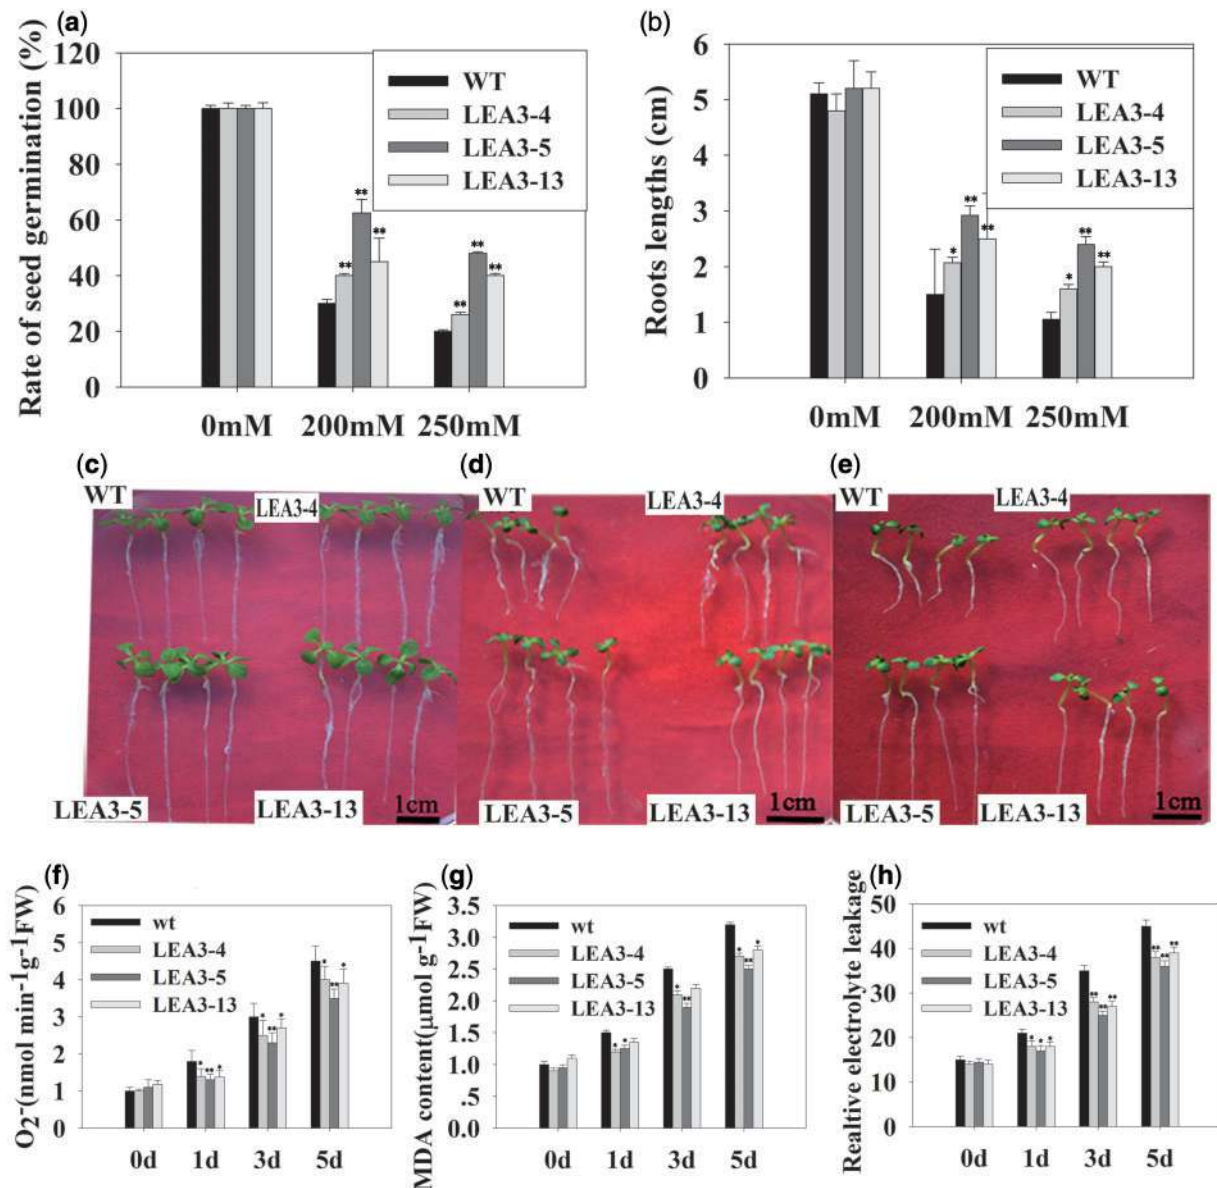 (a)
Rate of seed germination (%)
120
100
80
60
40
20
0
WT
LEA3-4
LEA3-5
LEA3-13
** ** **
** ** **
0mM 200mM 250mM
(b)
Roots lengths (cm)
6
5
4
3
2
1
0
WT
LEA3-4
LEA3-5
LEA3-13
* ** **
* ** **
0mM 200mM 250mM
(c)
WT LEA3-4
LEA3-5 LEA3-13 1cm
(d)
WT LEA3-4
LEA3-5 LEA3-13 1cm
(e)
WT LEA3-4
LEA3-5 LEA3-13 1cm
(f)
O2-(nmol min-1g-1FW)
6
5
4
3
2
1
0
wt
LEA3-4
LEA3-5
LEA3-13
* ** *
* ** *
* ** *
0d 1d 3d 5d
(g)
MDA content(μmol g-1FW)
3.5
3.0
2.5
2.0
1.5
1.0
.5
0.0
wt
LEA3-4
LEA3-5
LEA3-13
* *
* **
* ** *
0d 1d 3d 5d
(h)
Realtive electrolyte leakage
50
40
30
20
10
0
wt
LEA3-4
LEA3-5
LEA3-13
* * *
** ** **
** ** **
0d 1d 3d 5d